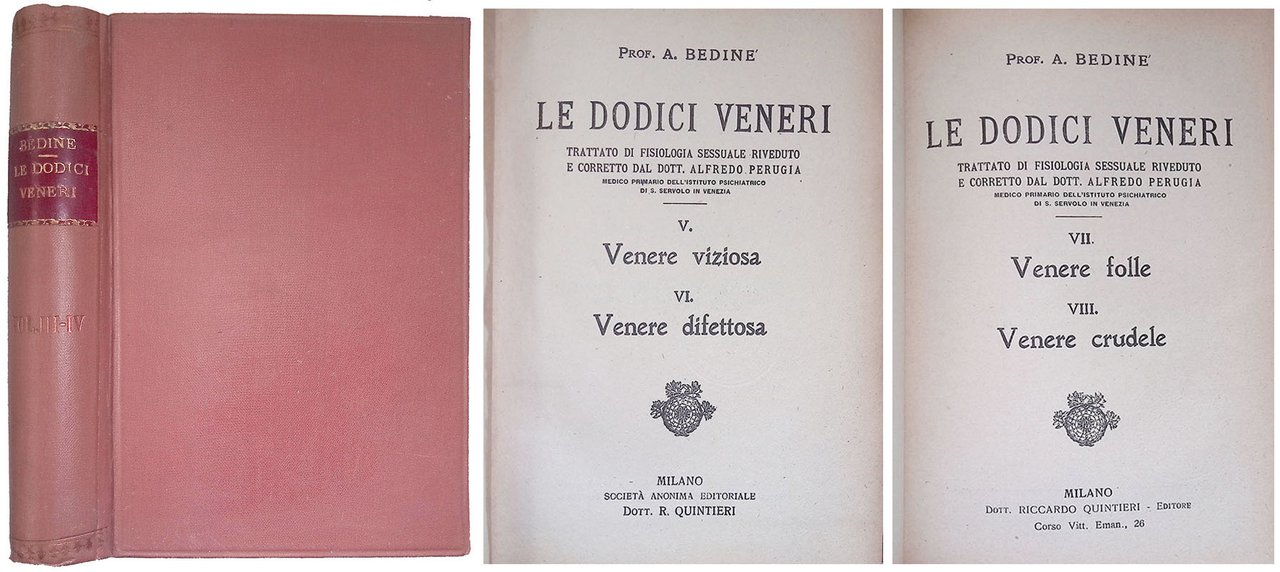 BEDINE
LE DODICI
VENERI
VOL. III-IV
PROF. A. BEDINE'
LE DODICI VENERI
TRATTATO DI FISIOLOGIA SESSUALE RIVEDUTO
E CORRETTO DAL DOTT. ALFREDO PERUGIA
MEDICO PRIMARIO DELL'ISTITUTO PSICHIATRICO
DI S. SERVOLO IN VENEZIA
V.
Venere viziosa
VI.
Venere difettosa
MILANO
SOCIETÀ ANONIMA EDITORIALE
DOTT. R. QUINTIERI
PROF. A. BEDINE'
LE DODICI VENERI
TRATTATO DI FISIOLOGIA SESSUALE RIVEDUTO
E CORRETTO DAL DOTT. ALFREDO PERUGIA
MEDICO PRIMARIO DELL'ISTITUTO PSICHIATRICO
DI S. SERVOLO IN VENEZIA
VII.
Venere folle
VIII.
Venere crudele
MILANO
DOTT. RICCARDO QUINTIERI - EDITORE
Corso Vitt. Eman., 26